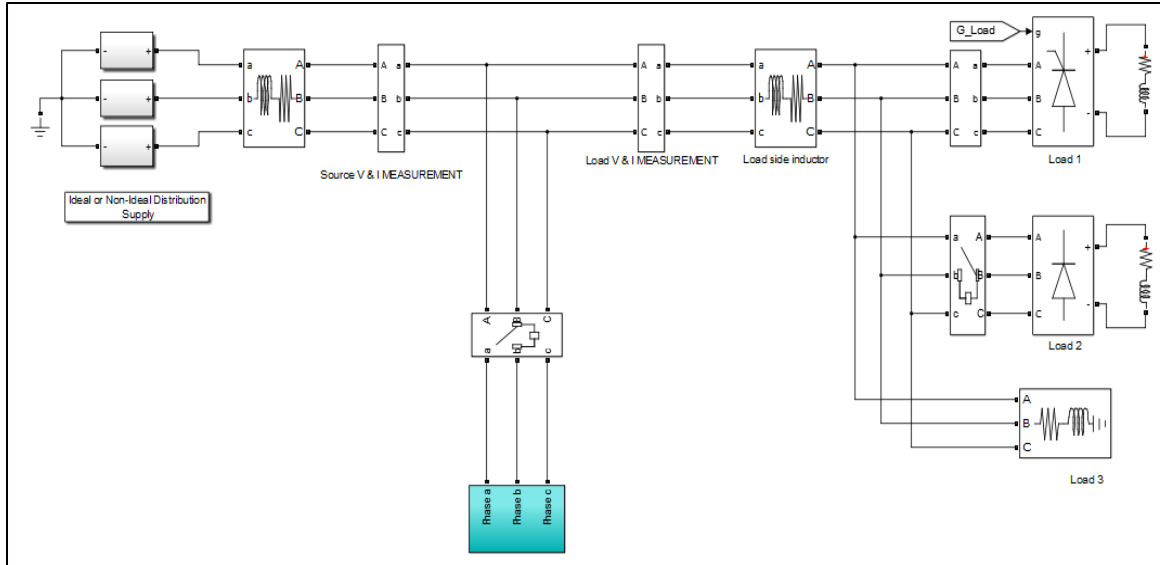 G_Load
g
- +
- +
- +
a A
b B
c C
A a
B b
C c
Source V & I MEASUREMENT
Ideal or Non-Ideal Distribution
Supply
A a
B b
C c
Load V & I MEASUREMENT
a A
b B
c C
Load side inductor
A a
B b
C c
A
B
C
+
-
Load 1
a A
b B
c C
A
B
C
+
-
Load 2
A B C
a b c
A
B
C
Load 3
Phase a
Phase b
Phase c